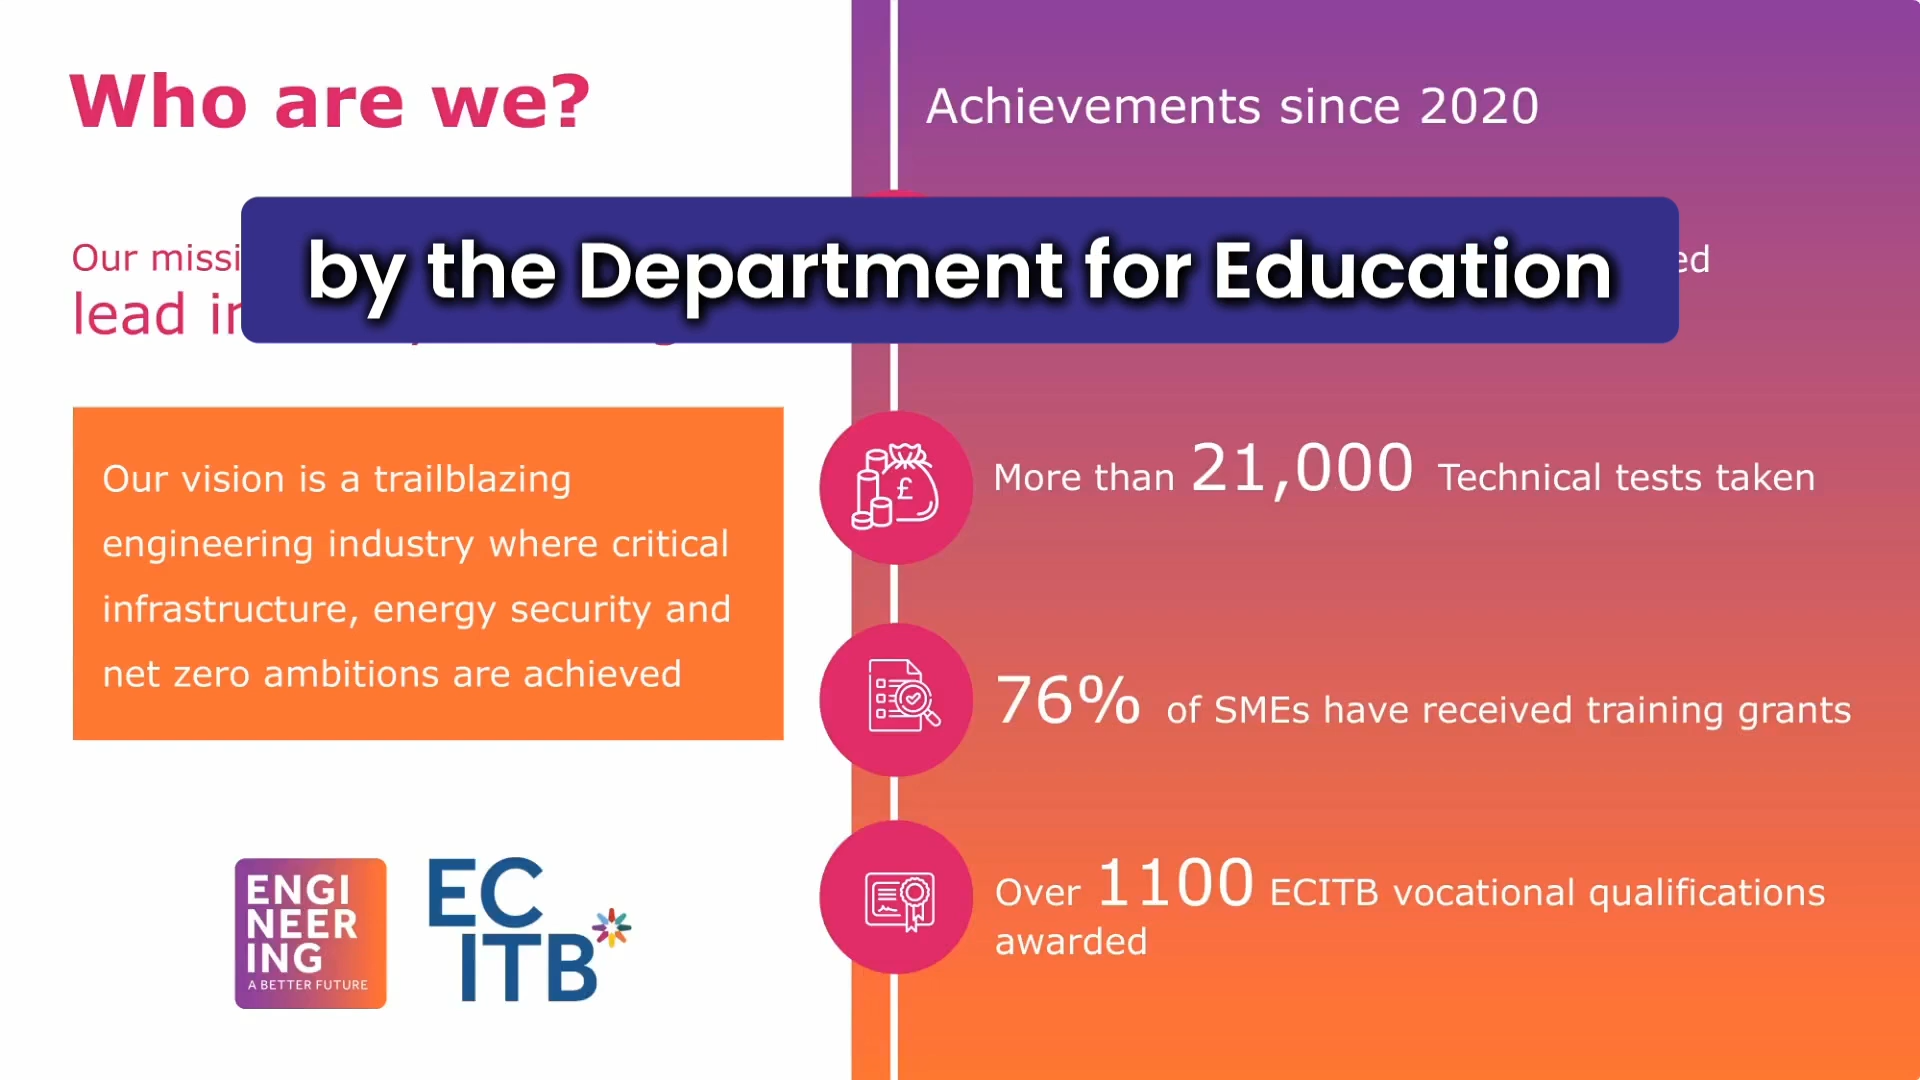 Who are we?
Our
lead
Our vision is a trailblazing
engineering industry where critical
infrastructure, energy security and
net zero ambitions are achieved
ENGI
NEER
ING
A BETTER FUTURE
EC
ITB
Achievements since 2020
by the Department for Education
More than 21,000 Technical tests taken
76% of SMEs have received training grants
Over 1100 ECITB vocational qualifications
awarded